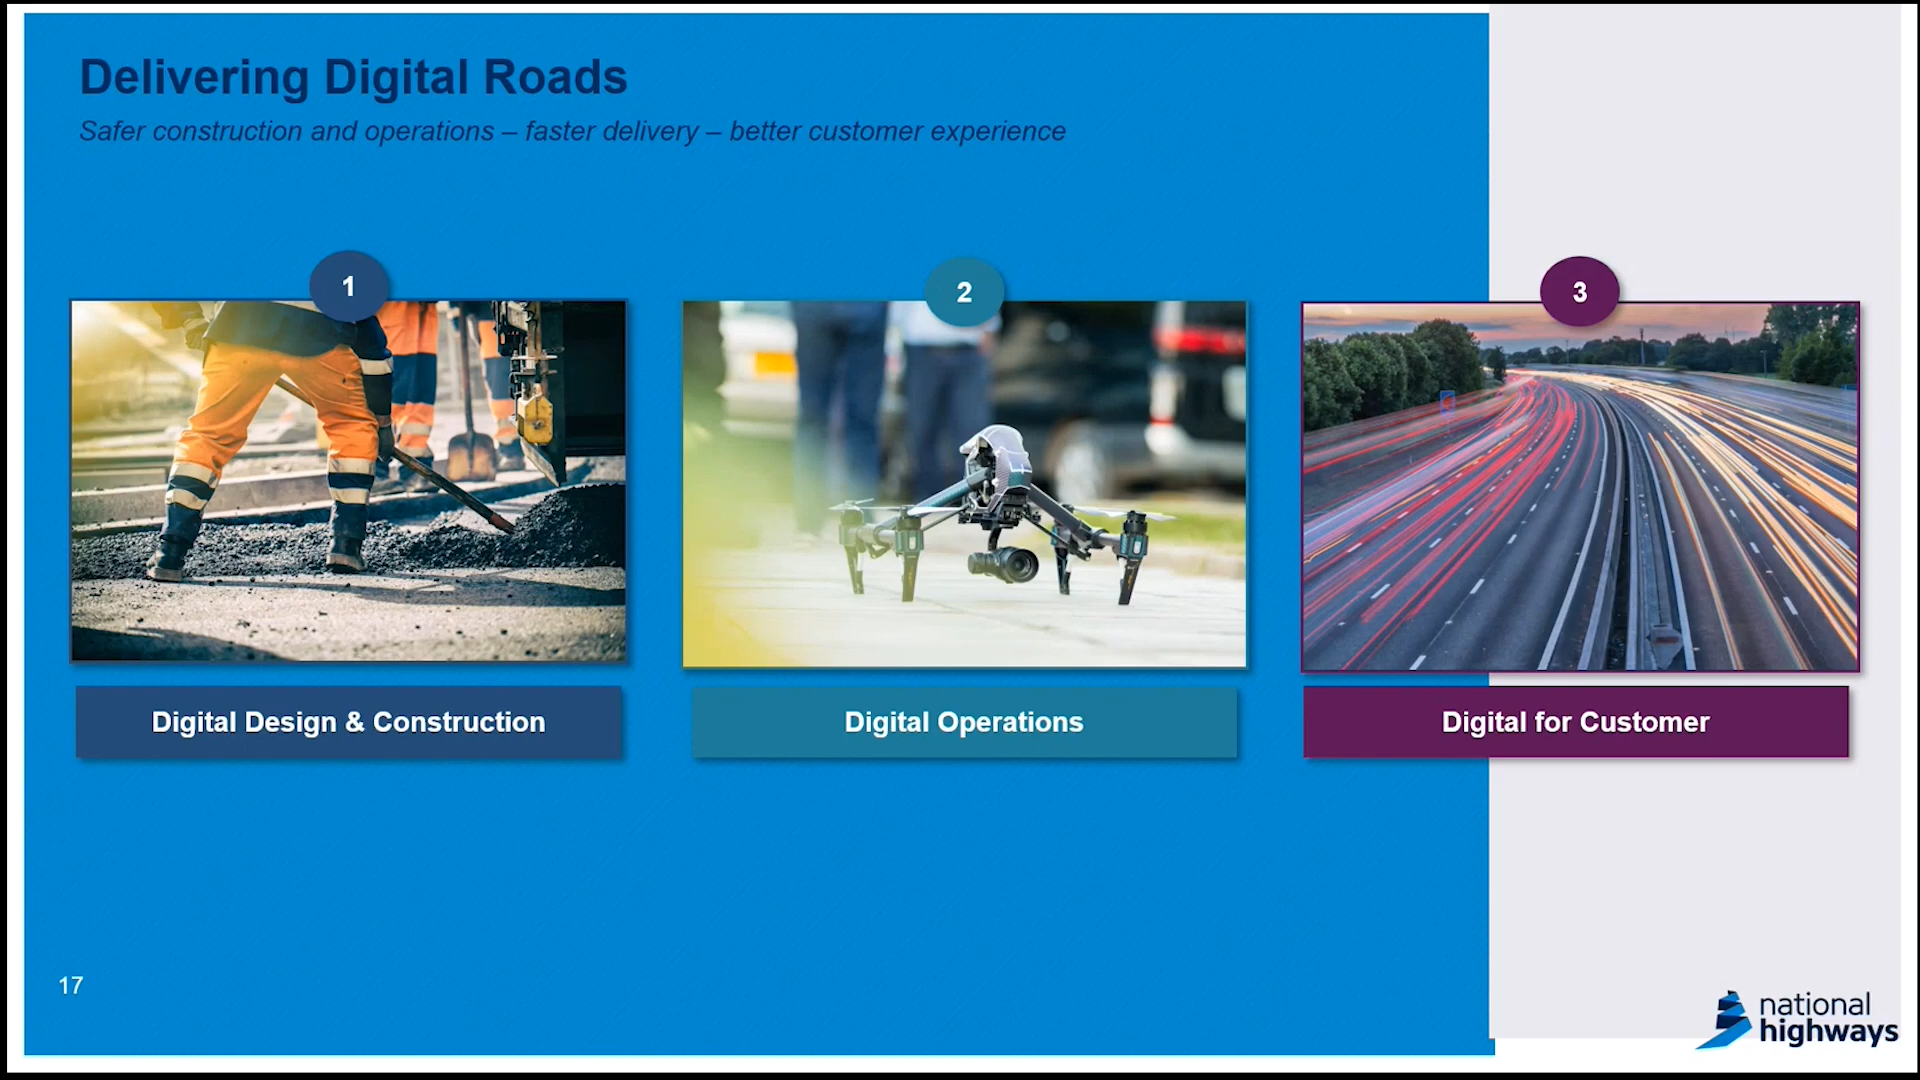 Delivering Digital Roads
Safer construction and operations – faster delivery – better customer experience
1
2
3
Digital Design & Construction
Digital Operations
Digital for Customer
17
national
highways